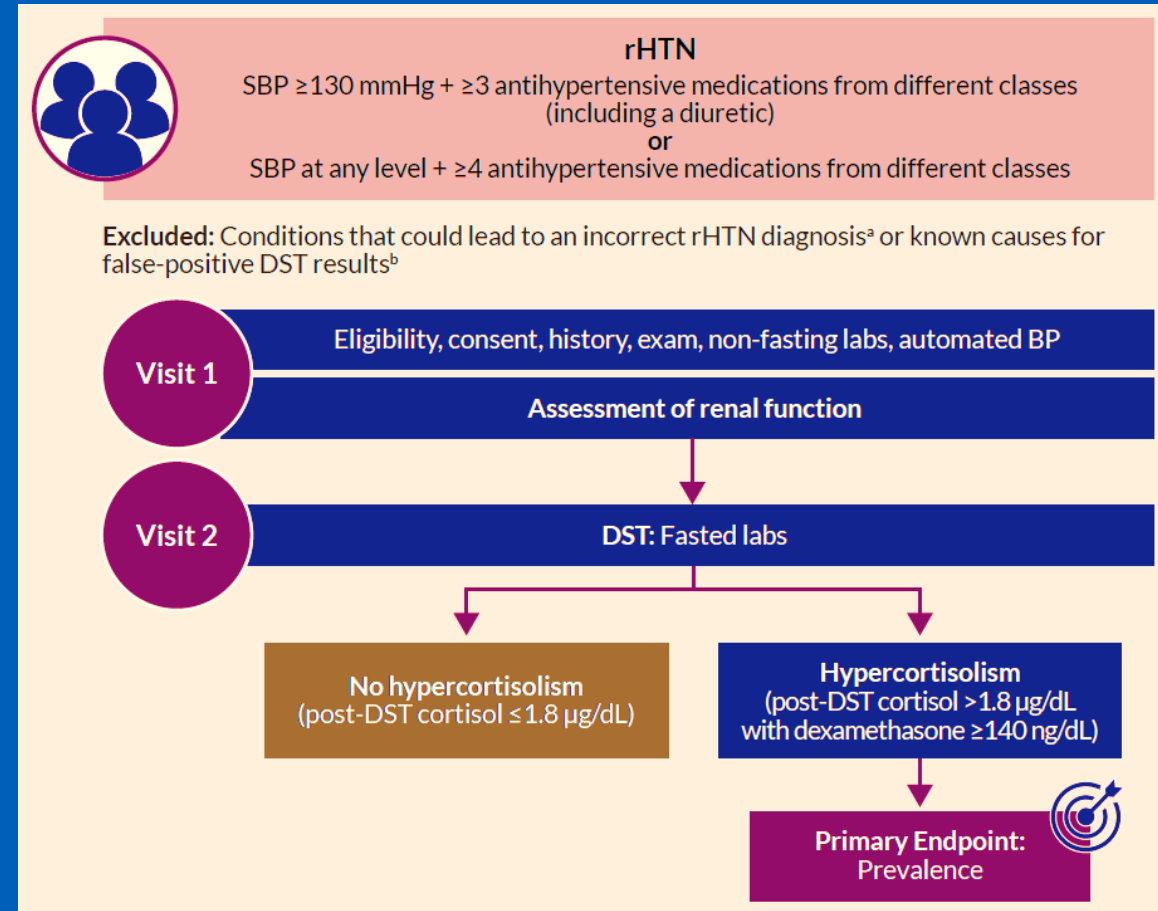 rHTN
SBP ≥130 mmHg + ≥3 antihypertensive medications from different classes
(including a diuretic)
or
SBP at any level + ≥4 antihypertensive medications from different classes
Excluded: Conditions that could lead to an incorrect rHTN diagnosisᵃ or known causes for
false-positive DST resultsᵇ
Visit 1
Eligibility, consent, history, exam, non-fasting labs, automated BP
Assessment of renal function
Visit 2
DST: Fasted labs
No hypercortisolism
(post-DST cortisol ≤1.8 µg/dL)
Hypercortisolism
(post-DST cortisol >1.8 µg/dL
with dexamethasone ≥140 ng/dL)
Primary Endpoint:
Prevalence